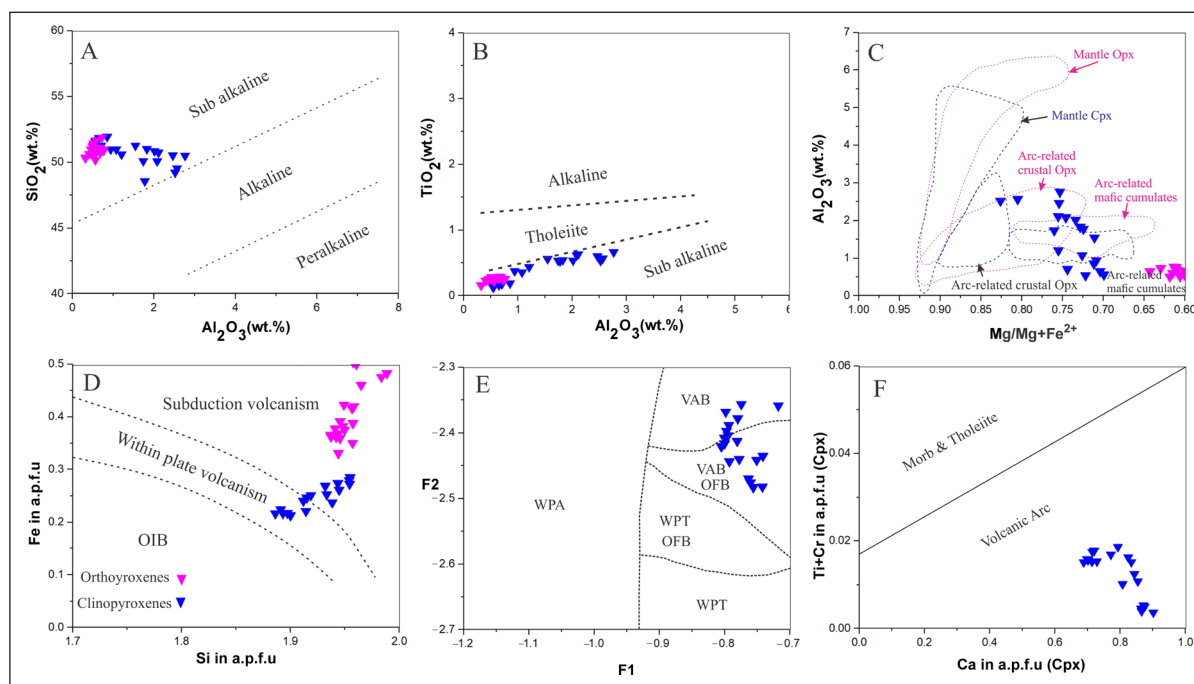 A
SiO2(wt.%)
60
55
50
45
40
Sub alkaline
Alkaline
Peralkaline
0 2 4 6 8
Al2O3(wt.%)
B
TiO2(wt.%)
4
3
2
1
0
Alkaline
Tholeiite
Sub alkaline
0 1 2 3 4 5 6
Al2O3(wt.%)
C
Al2O3(wt.%)
7
6
5
4
3
2
1
0
Mantle Opx
Mantle Cpx
Arc-related
crustal Opx
Arc-related
mafic cumulates
Arc-related crustal Opx
Arc-related
mafic cumulates
1.00 0.95 0.90 0.85 0.80 0.75 0.70 0.65 0.60
Mg/Mg+Fe2+
D
Fe in a.p.f.u
0.5
0.4
0.3
0.2
0.1
0.0
Subduction volcanism
Within plate volcanism
OIB
Orthoyroxenes
Clinopyroxenes
1.7 1.8 1.9 2.0
Si in a.p.f.u
E
F2
−2.3
−2.4
−2.5
−2.6
−2.7
VAB
VAB
OFB
WPA
WPT
OFB
WPT
−1.2 −1.1 −1.0 −0.9 −0.8 −0.7
F1
F
Ti+Cr in a.p.f.u (Cpx)
0.06
0.04
0.02
0.00
Morb & Tholeiite
Volcanic Arc
0.0 0.2 0.4 0.6 0.8 1.0
Ca in a.p.f.u (Cpx)